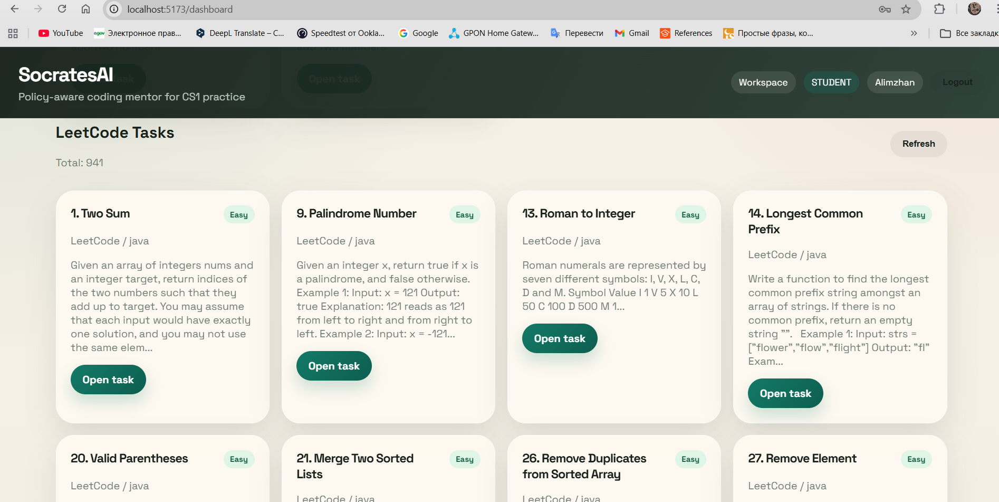 localhost:5173/dashboard
YouTube
Электронное прав...
DeepL Translate – C...
Speedtest от Ookla...
Google
GPON Home Gatew...
Перевести
Gmail
References
Простые фразы, ко...
»
Все закладк
add two numbers
add two numbers
SocratesAI
Open task
Policy-aware coding mentor for CS1 practice
Workspace
STUDENT
Alimzhan
Logout
LeetCode Tasks
Refresh
Total: 941
1. Two Sum
Easy
LeetCode / java
Given an array of integers nums and
an integer target, return indices of
the two numbers such that they
add up to target. You may assume
that each input would have exactly
one solution, and you may not use
the same elem...
Open task
9. Palindrome Number
Easy
LeetCode / java
Given an integer x, return true if x is
a palindrome, and false otherwise.
Example 1: Input: x = 121 Output:
true Explanation: 121 reads as 121
from left to right and from right to
left. Example 2: Input: x = -121...
Open task
13. Roman to Integer
Easy
LeetCode / java
Roman numerals are represented by
seven different symbols: I, V, X, L, C,
D and M. Symbol Value I 1 V 5 X 10 L
50 C 100 D 500 M 1...
Open task
14. Longest Common
Prefix
Easy
LeetCode / java
Write a function to find the longest
common prefix string amongst an
array of strings. If there is no
common prefix, return an empty
string "".   Example 1: Input: strs =
["flower","flow","flight"] Output: "fl"
Exam...
Open task
20. Valid Parentheses
Easy
LeetCode / java
21. Merge Two Sorted
Lists
Easy
LeetCode / java
26. Remove Duplicates
from Sorted Array
Easy
LeetCode / java
27. Remove Element
Easy
LeetCode / java